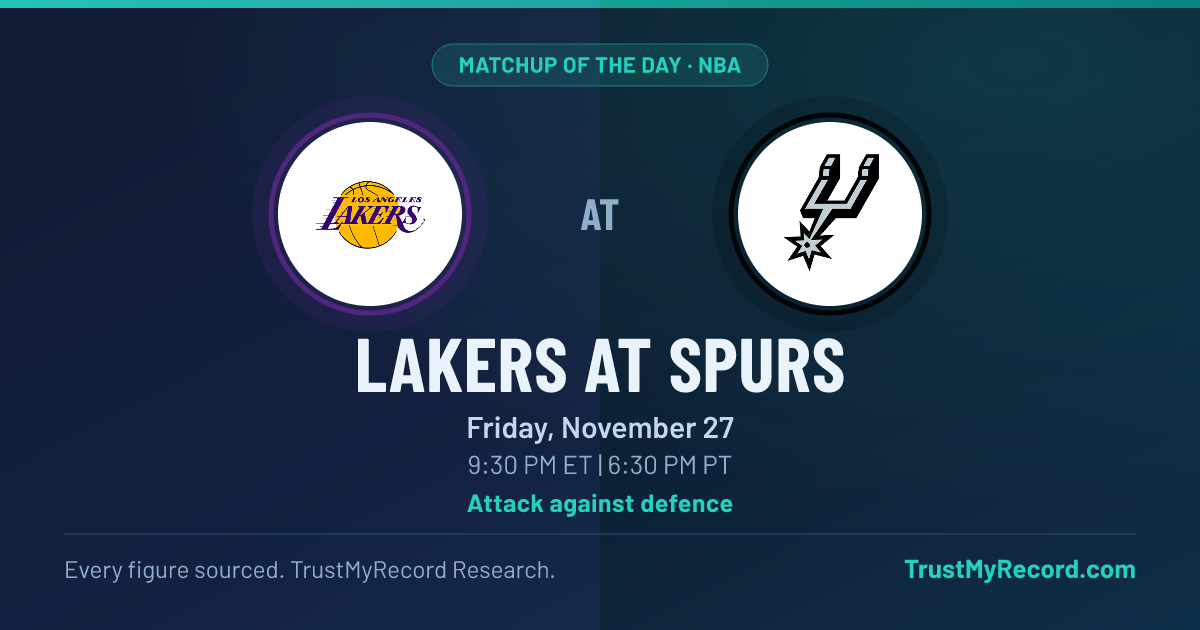 MATCHUP OF THE DAY · NBA
LOS ANGELES
LAKERS
AT
LAKERS AT SPURS
Friday, November 27
9:30 PM ET | 6:30 PM PT
Attack against defence
Every figure sourced. TrustMyRecord Research.
TrustMyRecord.com